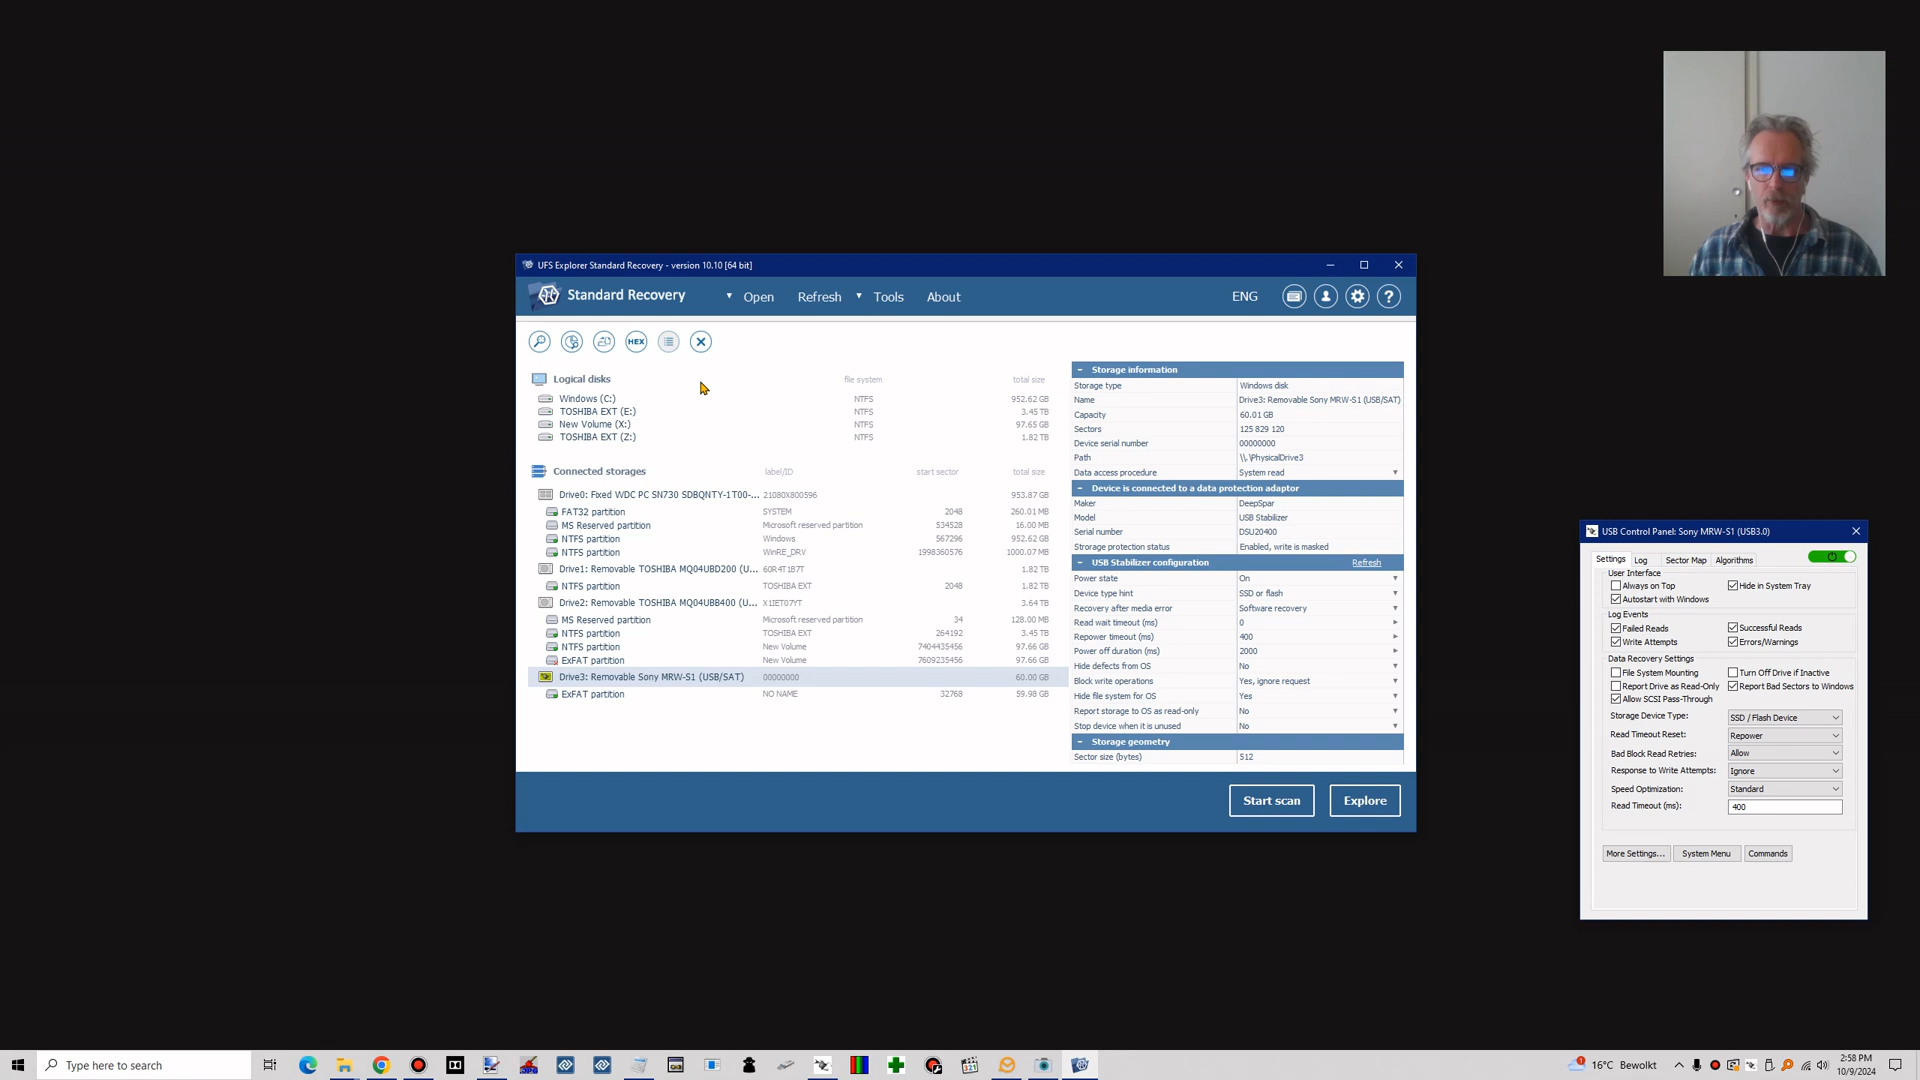 UFS Explorer Standard Recovery - version 10.10 [64 bit]
Standard Recovery
Open
Refresh
Tools
About
ENG
HEX
Logical disks file system total size
Windows (C:) NTFS 952.62 GB
TOSHIBA EXT (E:) NTFS 3.45 TB
New Volume (X:) NTFS 97.65 GB
TOSHIBA EXT (Z:) NTFS 1.82 TB
Connected storages label/ID start sector total size
Drive0: Fixed WDC PC SN730 SDBQNTY-1T00-... 21080X800596 953.87 GB
FAT32 partition SYSTEM 2048 260.01 MB
MS Reserved partition Microsoft reserved partition 534528 16.00 MB
NTFS partition Windows 567296 952.62 GB
NTFS partition WinRE_DRV 1998360576 1000.07 MB
Drive1: Removable TOSHIBA MQ04UBD200 (U... 60R4T1B7T 1.82 TB
NTFS partition TOSHIBA EXT 2048 1.82 TB
Drive2: Removable TOSHIBA MQ04UBB400 (U... X1IET07YT 3.64 TB
MS Reserved partition Microsoft reserved partition 34 128.00 MB
NTFS partition TOSHIBA EXT 264192 3.45 TB
NTFS partition New Volume 7404435456 97.66 GB
ExFAT partition New Volume 7609235456 97.66 GB
Drive3: Removable Sony MRW-S1 (USB/SAT) 00000000 60.00 GB
ExFAT partition NO NAME 32768 59.98 GB
Storage information
Storage type Windows disk
Name Drive3: Removable Sony MRW-S1 (USB/SAT)
Capacity 60.01 GB
Sectors 125 829 120
Device serial number 00000000
Path \\.\PhysicalDrive3
Data access procedure System read
Device is connected to a data protection adaptor
Maker DeepSpar
Model USB Stabilizer
Serial number DSU20400
Strorage protection status Enabled, write is masked
USB Stabilizer configuration Refresh
Power state On
Device type hint SSD or flash
Recovery after media error Software recovery
Read wait timeout (ms) 0
Repower timeout (ms) 400
Power off duration (ms) 2000
Hide defects from OS No
Block write operations Yes, ignore request
Hide file system for OS Yes
Report storage to OS as read-only No
Stop device when it is unused No
Storage geometry
Sector size (bytes) 512
Start scan
Explore
USB Control Panel: Sony MRW-S1 (USB3.0)
Settings Log Sector Map Algorithms
User Interface
Always on Top Hide in System Tray
Autostart with Windows
Log Events
Failed Reads Successful Reads
Write Attempts Errors/Warnings
Data Recovery Settings
File System Mounting Turn Off Drive if Inactive
Report Drive as Read-Only Report Bad Sectors to Windows
Allow SCSI Pass-Through
Storage Device Type: SSD / Flash Device
Read Timeout Reset: Repower
Bad Block Read Retries: Allow
Response to Write Attempts: Ignore
Speed Optimization: Standard
Read Timeout (ms): 400
More Settings... System Menu Commands
Type here to search
321
16°C Bewolkt
2:58 PM
10/9/2024